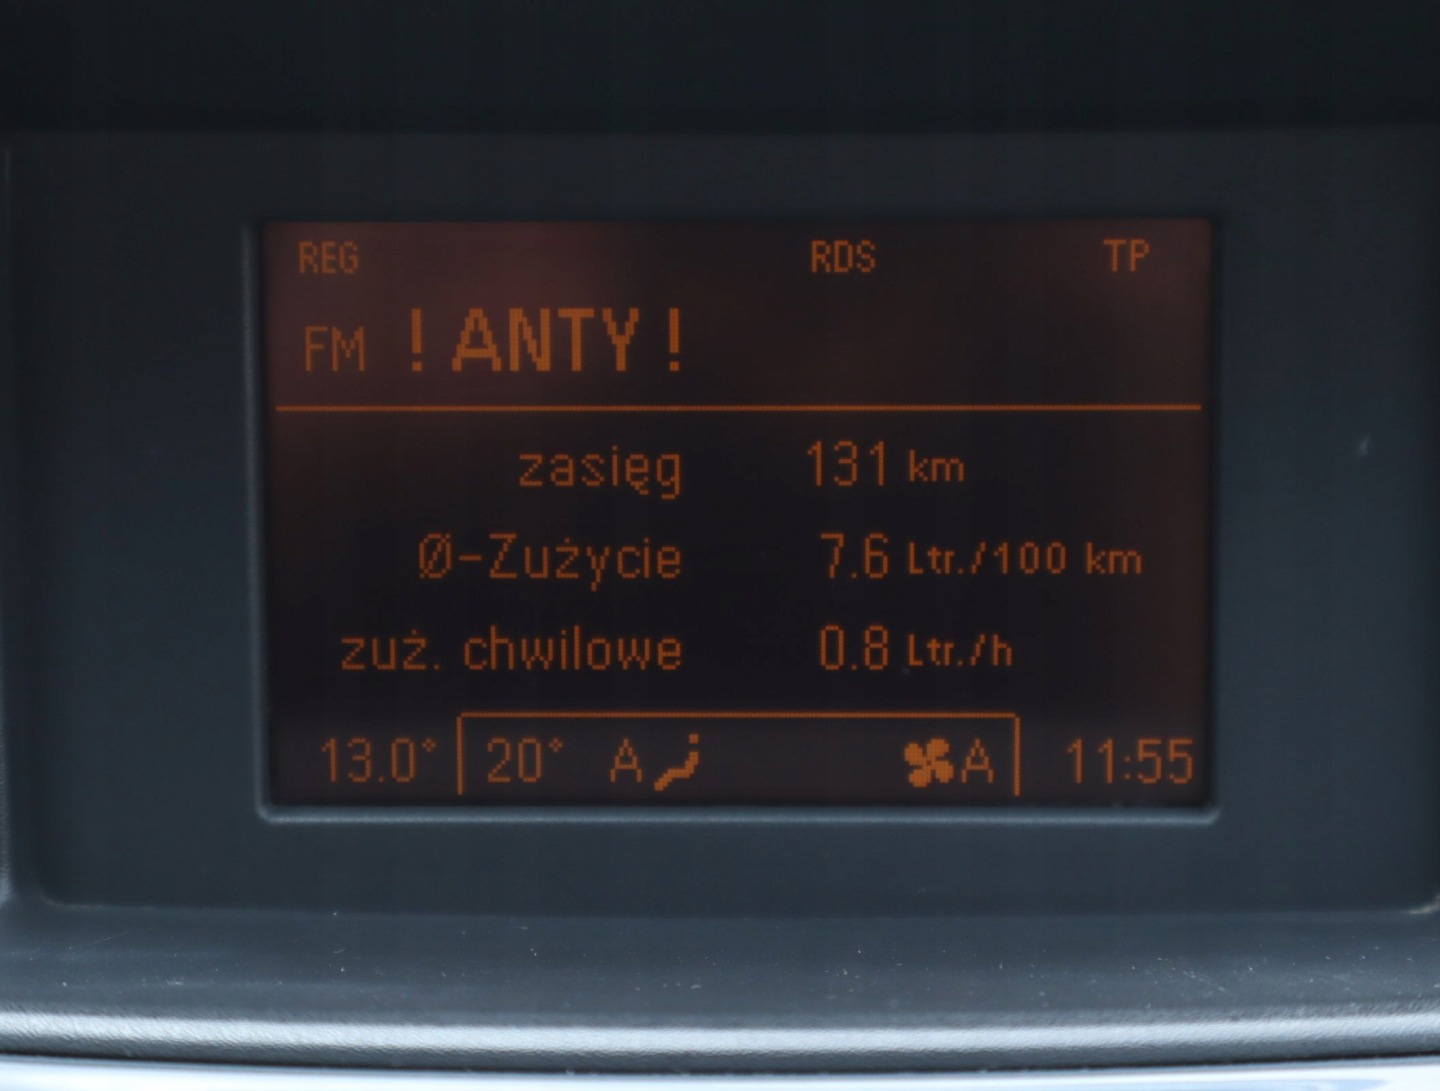 REG RDS TP
FM ! ANTY !
zasięg 131 km
Ø-Zużycie 7.6 Ltr./100 km
zuż. chwilowe 0.8 Ltr./h
13.0° 20° A A 11:55